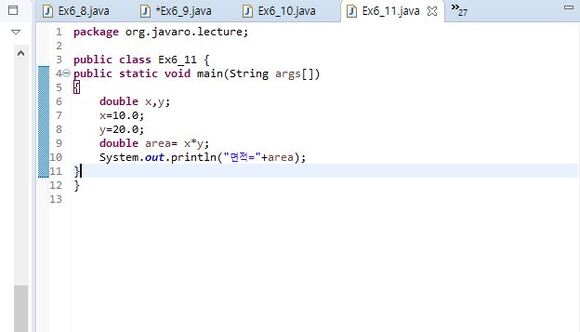 Ex6_8.java *Ex6_9.java Ex6_10.java Ex6_11.java »27
1 package org.javaro.lecture;
2
3 public class Ex6_11 {
4 public static void main(String args[])
5 {
6 double x,y;
7 x=10.0;
8 y=20.0;
9 double area= x*y;
10 System.out.println("면적="+area);
11 }
12 }
13